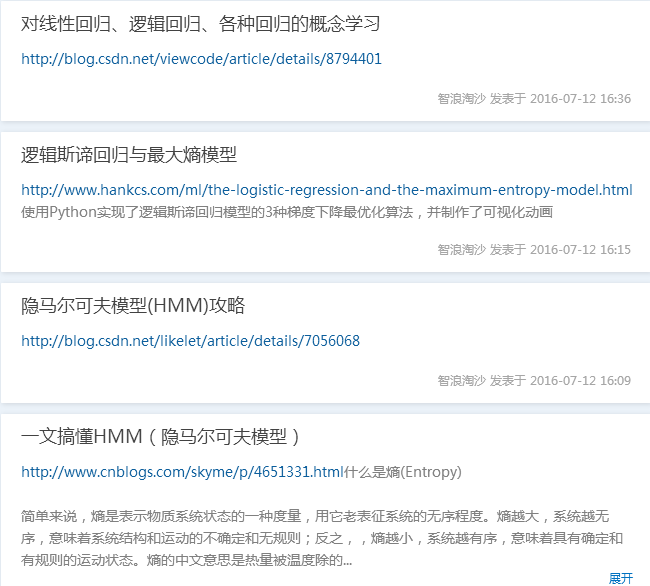 对线性回归、逻辑回归、各种回归的概念学习
http://blog.csdn.net/viewcode/article/details/8794401
智浪淘沙 发表于 2016-07-12 16:36
逻辑斯谛回归与最大熵模型
http://www.hankcs.com/ml/the-logistic-regression-and-the-maximum-entropy-model.html
使用Python实现了逻辑斯谛回归模型的3种梯度下降最优化算法，并制作了可视化动画
智浪淘沙 发表于 2016-07-12 16:15
隐马尔可夫模型(HMM)攻略
http://blog.csdn.net/likelet/article/details/7056068
智浪淘沙 发表于 2016-07-12 16:09
一文搞懂HMM（隐马尔可夫模型）
http://www.cnblogs.com/skyme/p/4651331.html什么是熵(Entropy)
简单来说，熵是表示物质系统状态的一种度量，用它老表征系统的无序程度。熵越大，系统越无
序，意味着系统结构和运动的不确定和无规则；反之，，熵越小，系统越有序，意味着具有确定和
有规则的运动状态。熵的中文意思是热量被温度除的...
展开